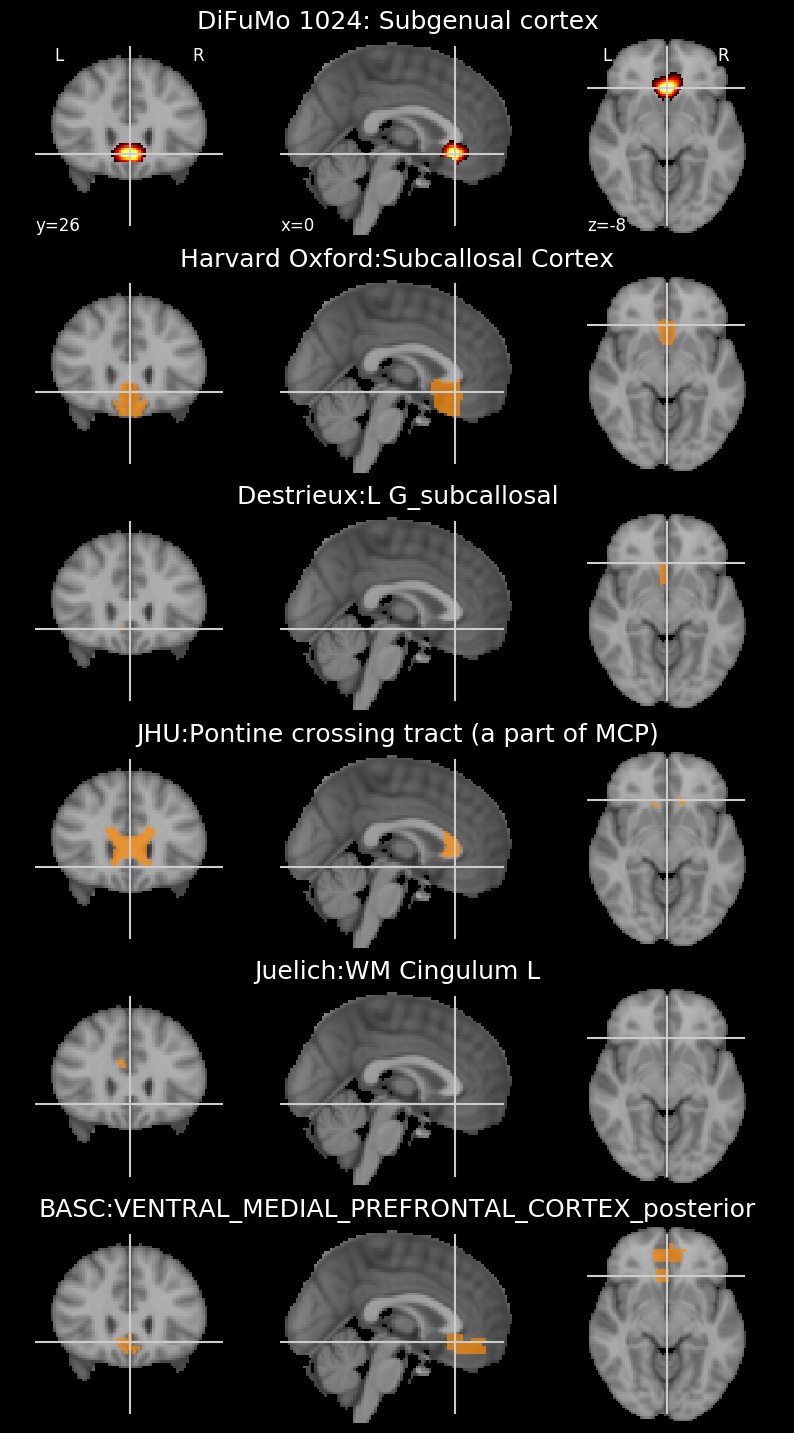 DiFuMo 1024: Subgenual cortex
L R L R
y=26 x=0 z=-8
Harvard Oxford:Subcallosal Cortex
Destrieux:L G_subcallosal
JHU:Pontine crossing tract (a part of MCP)
Juelich:WM Cingulum L
BASC:VENTRAL_MEDIAL_PREFRONTAL_CORTEX_posterior